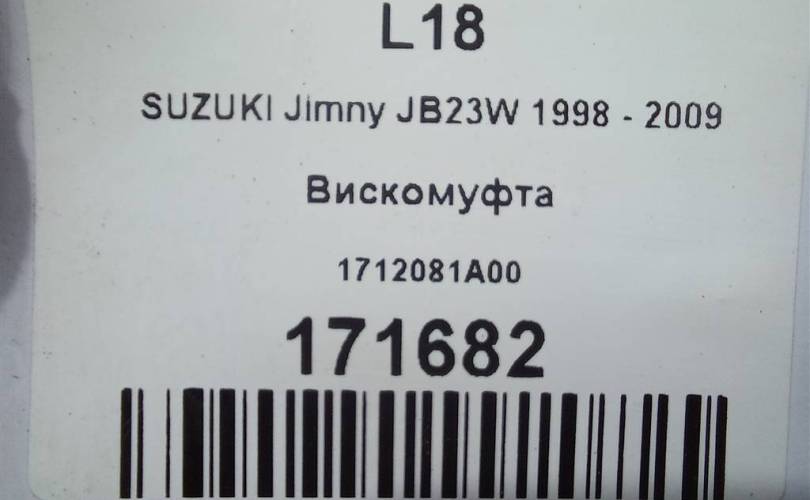 L18
SUZUKI Jimny JB23W 1998 - 2009
Вискомуфта
1712081A00
171682